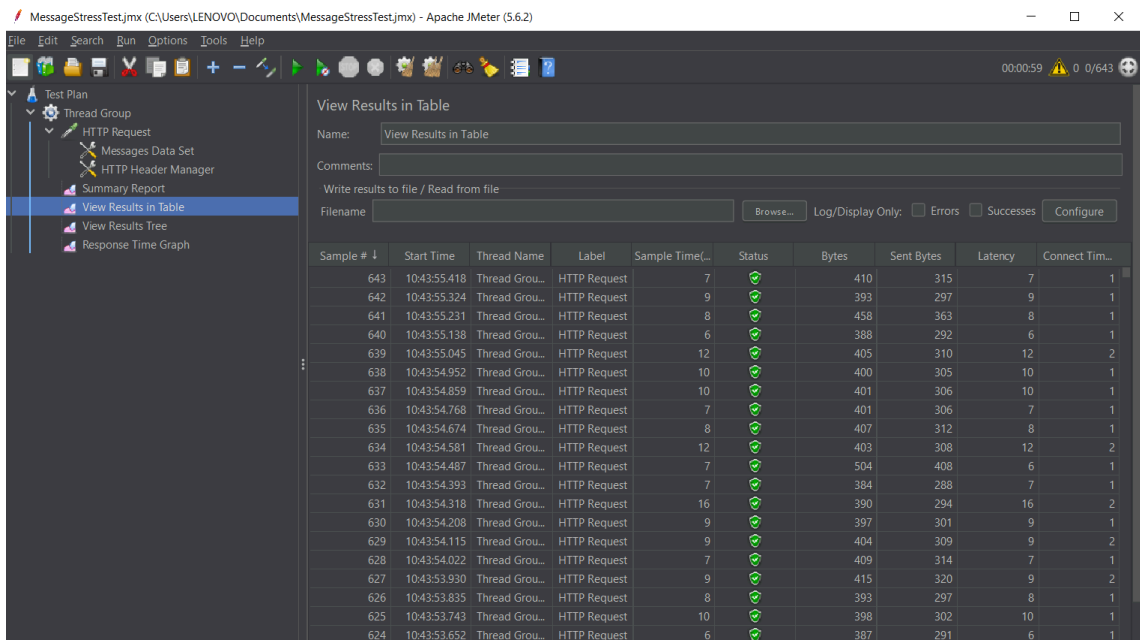 MessageStressTest.jmx (C:\Users\LENOVO\Documents\MessageStressTest.jmx) - Apache JMeter (5.6.2)
File Edit Search Run Options Tools Help
00:00:59 0 0/643
Test Plan
Thread Group
HTTP Request
Messages Data Set
HTTP Header Manager
Summary Report
View Results in Table
View Results Tree
Response Time Graph
View Results in Table
Name: View Results in Table
Comments:
Write results to file / Read from file
Filename Browse... Log/Display Only: Errors Successes Configure
Sample # ↓ Start Time Thread Name Label Sample Time(... Status Bytes Sent Bytes Latency Connect Tim...
643 10:43:55.418 Thread Grou... HTTP Request 7 410 315 7 1
642 10:43:55.324 Thread Grou... HTTP Request 9 393 297 9 1
641 10:43:55.231 Thread Grou... HTTP Request 8 458 363 8 1
640 10:43:55.138 Thread Grou... HTTP Request 6 388 292 6 1
639 10:43:55.045 Thread Grou... HTTP Request 12 405 310 12 2
638 10:43:54.952 Thread Grou... HTTP Request 10 400 305 10 1
637 10:43:54.859 Thread Grou... HTTP Request 10 401 306 10 1
636 10:43:54.768 Thread Grou... HTTP Request 7 401 306 7 1
635 10:43:54.674 Thread Grou... HTTP Request 8 407 312 8 1
634 10:43:54.581 Thread Grou... HTTP Request 12 403 308 12 2
633 10:43:54.487 Thread Grou... HTTP Request 7 504 408 6 1
632 10:43:54.393 Thread Grou... HTTP Request 7 384 288 7 1
631 10:43:54.318 Thread Grou... HTTP Request 16 390 294 16 2
630 10:43:54.208 Thread Grou... HTTP Request 9 397 301 9 1
629 10:43:54.115 Thread Grou... HTTP Request 9 404 309 9 2
628 10:43:54.022 Thread Grou... HTTP Request 7 409 314 7 1
627 10:43:53.930 Thread Grou... HTTP Request 9 415 320 9 2
626 10:43:53.835 Thread Grou... HTTP Request 8 393 297 8 1
625 10:43:53.743 Thread Grou... HTTP Request 10 398 302 10 1
624 10:43:53.652 Thread Grou... HTTP Request 6 387 291 6 1